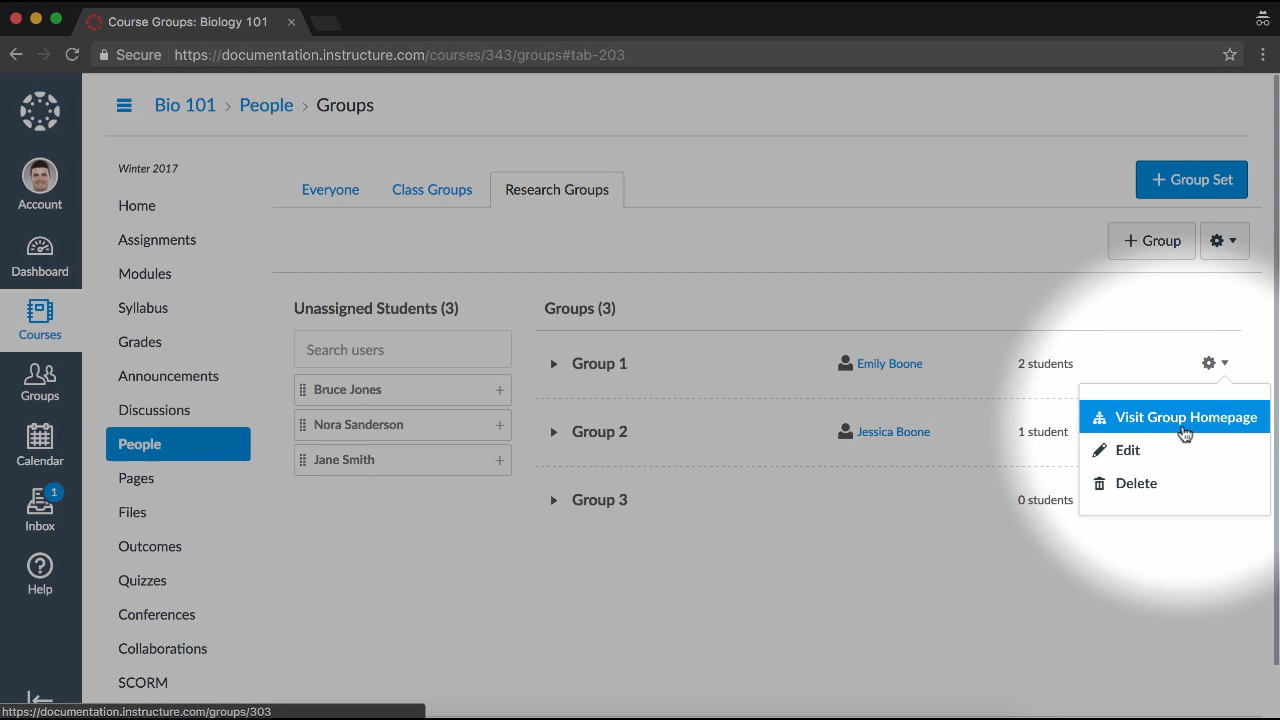 Course Groups: Biology 101
Secure https://documentation.instructure.com/courses/343/groups#tab-203
Bio 101 > People > Groups
Account
Dashboard
Courses
Groups
Calendar
1
Inbox
Help
Winter 2017
Home
Assignments
Modules
Syllabus
Grades
Announcements
Discussions
People
Pages
Files
Outcomes
Quizzes
Conferences
Collaborations
SCORM
Everyone Class Groups Research Groups
+ Group Set
+ Group
Unassigned Students (3)
Search users
Bruce Jones +
Nora Sanderson +
Jane Smith +
Groups (3)
Group 1 Emily Boone 2 students
Group 2 Jessica Boone 1 student
Group 3 0 students
Visit Group Homepage
Edit
Delete
https://documentation.instructure.com/groups/303